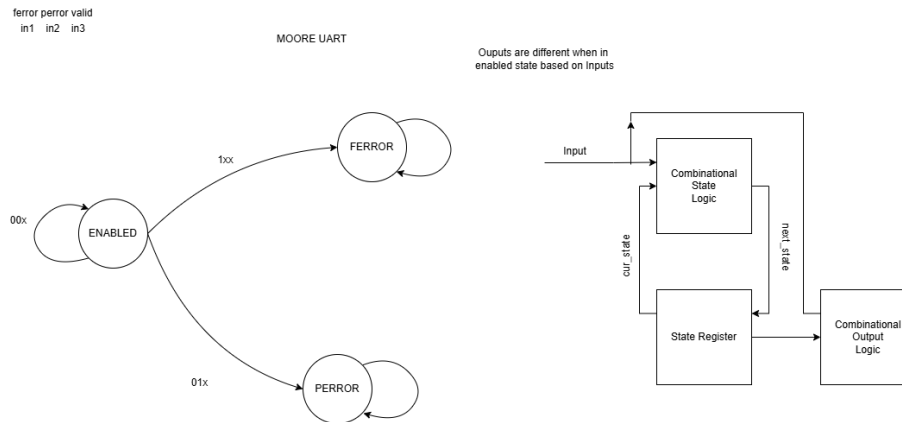 ferror perror valid
in1 in2 in3
MOORE UART
Ouputs are different when in
enabled state based on Inputs
1xx
FERROR
00x
ENABLED
01x
PERROR
Input
Combinational
State
Logic
cur_state
next_state
State Register
Combinational
Output
Logic